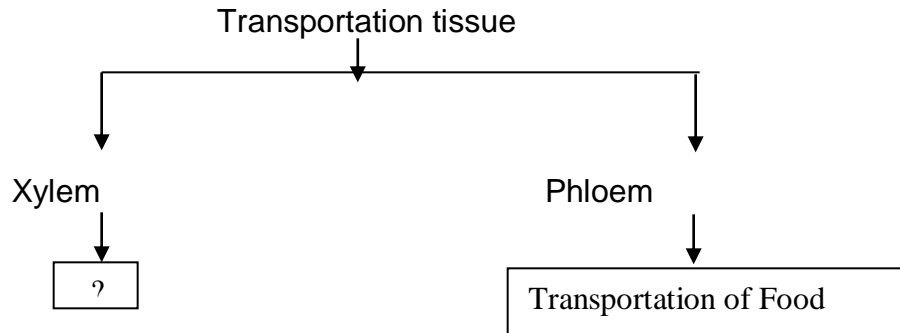 Transportation tissue
Xylem
Phloem
?
Transportation of Food